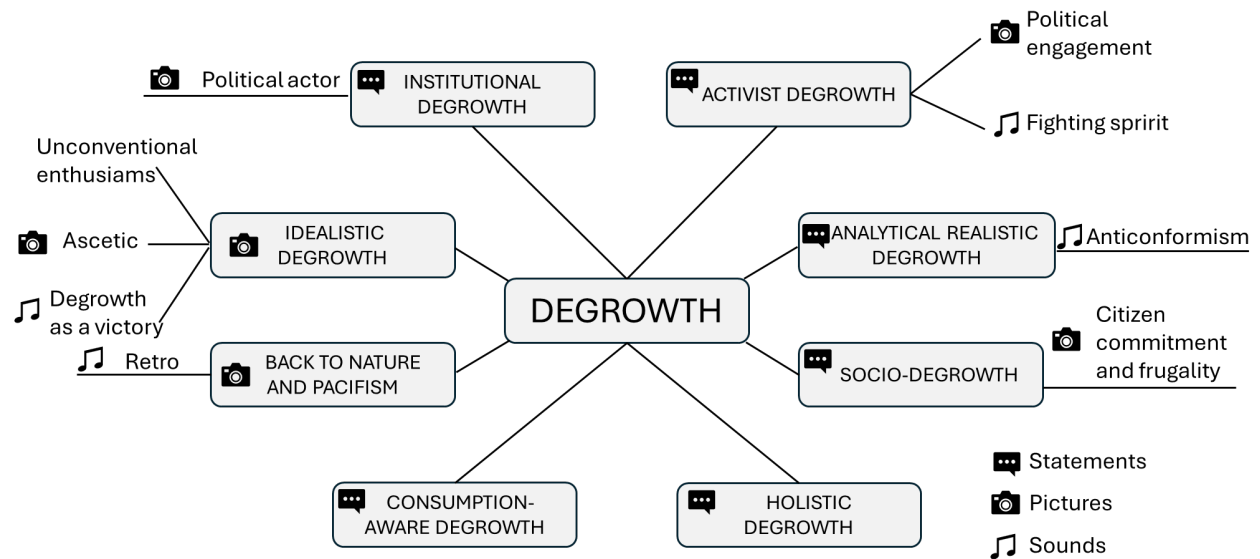 Political
engagement
Political actor
INSTITUTIONAL
DEGROWTH
ACTIVIST DEGROWTH
Fighting spririt
Unconventional
enthusiams
Ascetic
Degrowth
as a victory
IDEALISTIC
DEGROWTH
ANALYTICAL REALISTIC
DEGROWTH
Anticonformism
DEGROWTH
Retro
BACK TO NATURE
AND PACIFISM
SOCIO-DEGROWTH
Citizen
commitment
and frugality
CONSUMPTION-
AWARE DEGROWTH
HOLISTIC
DEGROWTH
Statements
Pictures
Sounds